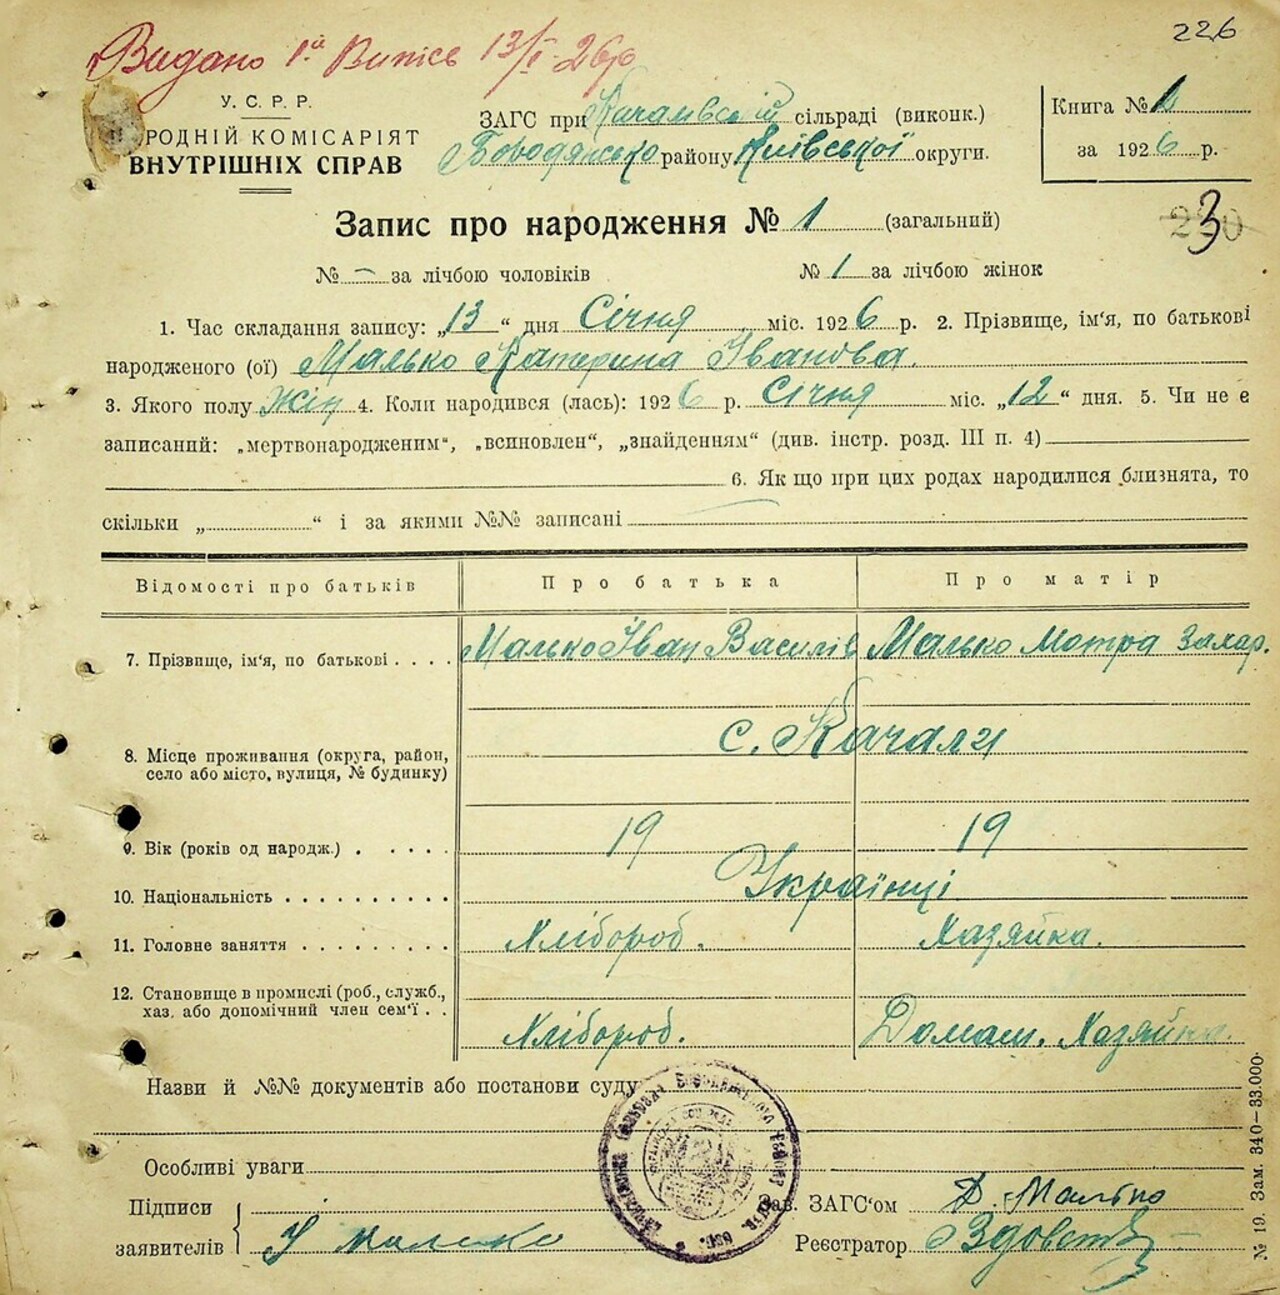 226
Видано 1й Випись 13/I 26р
У. С. Р. Р.
РОДНІЙ КОМІСАРІЯТ
ВНУТРІШНІХ СПРАВ
ЗАГС при Качалівській сільраді (виконк.)
Бородянсько району Київської округи.
Книга № 1
за 1926 р.
Запис про народження № 1 (загальний)
3
№ – за лічбою чоловіків № 1 за лічбою жінок
1. Час складання запису: „13“ дня Січня міс. 1926 р. 2. Прізвище, ім‘я, по батькові
народженого (ої) Малько Катерина Іванова.
3. Якого полу жін 4. Коли народився (лась): 1926 р. Січня міс. „12“ дня. 5. Чи не є
записаний: „мертвонародженим“, „всиновлен“, „знайденням“ (див. інстр. розд. III п. 4)
6. Як що при цих родах народилися близнята, то
скільки „ “ і за якими №№ записані
Відомості про батьків Про батька Про матір
7. Прізвище, ім‘я, по батькові . . . . Малько Іван Василів Малько Мотра Захар.
8. Місце проживання (округа, район, село або місто, вулиця, № будинку) с. Качали
9. Вік (років од народж.) . . . . . 19 19
10. Національність . . . . . . . . . . Українці
11. Головне заняття . . . . . . . . . Хлібороб. Хазяйка.
12. Становище в промислі (роб., служб.,
хаз. або допомічний член сем‘ї . . Хлібороб. Домаш. Хазяйка.
Назви й №№ документів або постанови суду
Особливі уваги
Підписи
заявителів І Малько
Зав. ЗАГС‘ом Д. Малько
Реєстратор
№ 19. Зам. 340—33.000·